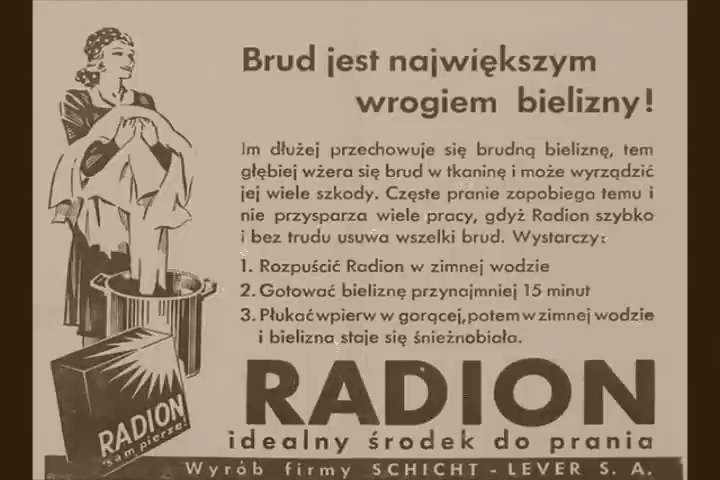 Brud jest największym
wrogiem bielizny!
Im dłużej przechowuje się brudną bieliznę, tem
głębiej wżera się brud w tkaninę i może wyrządzić
jej wiele szkody. Częste pranie zapobiega temu i
nie przysparza wiele pracy, gdyż Radion szybko
i bez trudu usuwa wszelki brud. Wystarczy:
1. Rozpuścić Radion w zimnej wodzie
2. Gotować bieliznę przynajmniej 15 minut
3. Płukać wpierw w gorącej, potem w zimnej wodzie
i bielizna staje się śnieżnobiała.
RADION
sam pierze!
RADION
idealny środek do prania
Wyrób firmy SCHICHT - LEVER S. A.